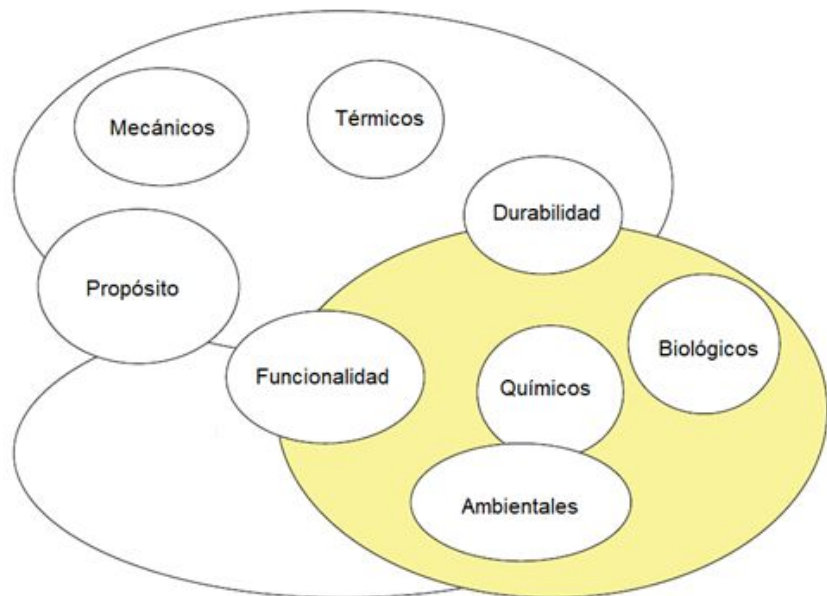 Mecánicos
Térmicos
Durabilidad
Propósito
Biológicos
Funcionalidad
Químicos
Ambientales